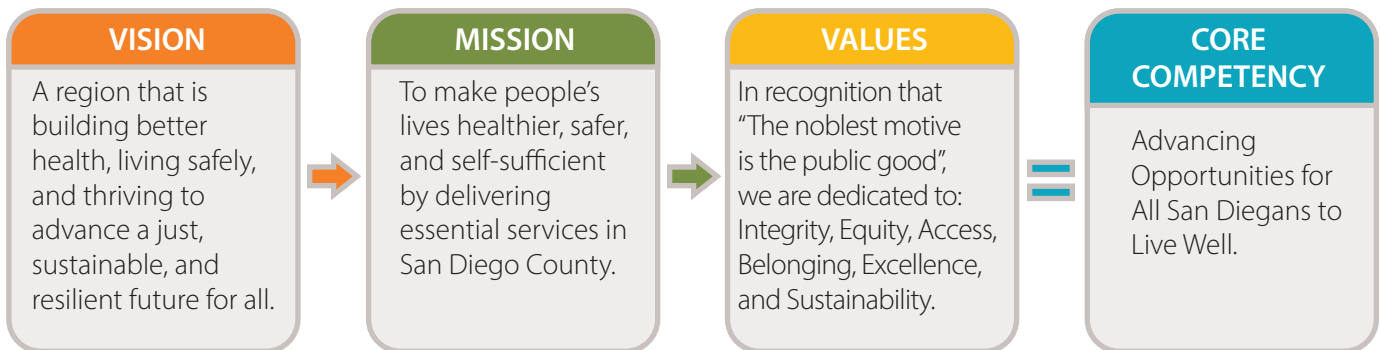 VISION
A region that is
building better
health, living safely,
and thriving to
advance a just,
sustainable, and
resilient future for all.
MISSION
To make people’s
lives healthier, safer,
and self-sufficient
by delivering
essential services in
San Diego County.
VALUES
In recognition that
“The noblest motive
is the public good”,
we are dedicated to:
Integrity, Equity, Access,
Belonging, Excellence,
and Sustainability.
CORE
COMPETENCY
Advancing
Opportunities for
All San Diegans to
Live Well.